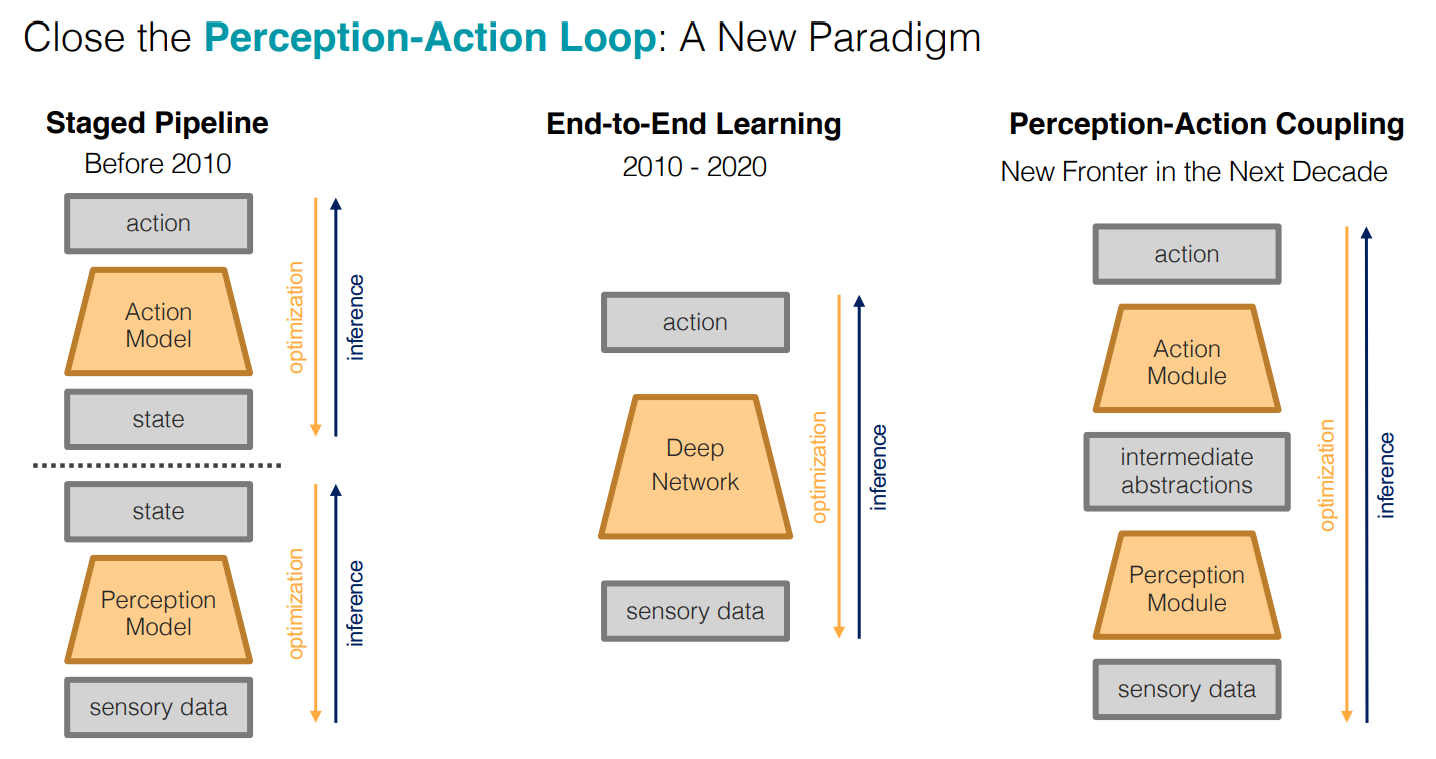 Close the Perception-Action Loop: A New Paradigm
Staged Pipeline
Before 2010
action
Action
Model
state
optimization
inference
state
Perception
Model
sensory data
optimization
inference
End-to-End Learning
2010 - 2020
action
Deep
Network
sensory data
optimization
inference
Perception-Action Coupling
New Fronter in the Next Decade
action
Action
Module
intermediate
abstractions
Perception
Module
sensory data
optimization
inference